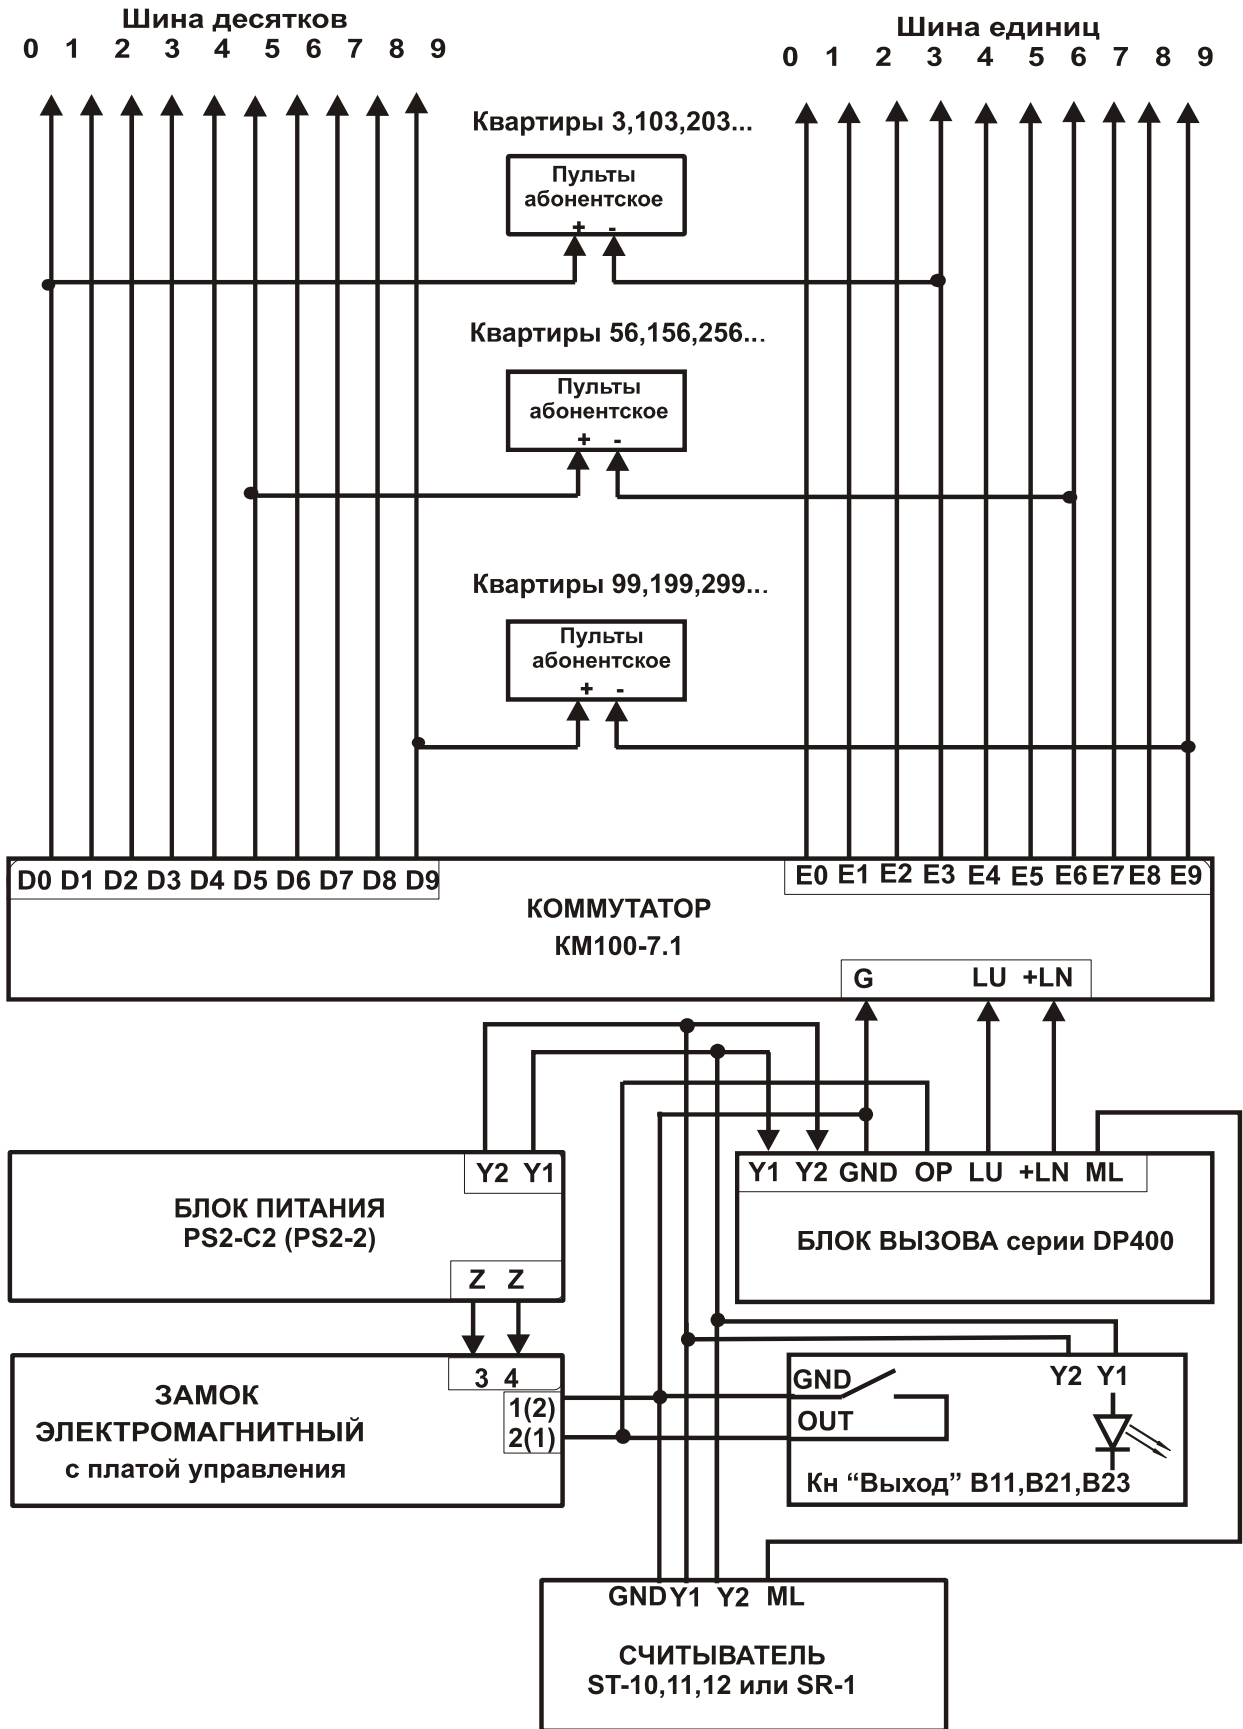 Шина десятков
0 1 2 3 4 5 6 7 8 9
Шина единиц
0 1 2 3 4 5 6 7 8 9
Квартиры 3,103,203...
Пульты
абонентское
+ -
Квартиры 56,156,256...
Пульты
абонентское
+ -
Квартиры 99,199,299...
Пульты
абонентское
+ -
D0 D1 D2 D3 D4 D5 D6 D7 D8 D9
E0 E1 E2 E3 E4 E5 E6 E7 E8 E9
КОММУТАТОР
КМ100-7.1
G LU +LN
Y2 Y1
БЛОК ПИТАНИЯ
PS2-C2 (PS2-2)
Z Z
Y1 Y2 GND OP LU +LN ML
БЛОК ВЫЗОВА серии DP400
3 4
1(2)
2(1)
ЗАМОК
ЭЛЕКТРОМАГНИТНЫЙ
с платой управления
Y2 Y1
GND
OUT
Кн “Выход” B11,B21,B23
GND Y1 Y2 ML
СЧИТЫВАТЕЛЬ
ST-10,11,12 или SR-1